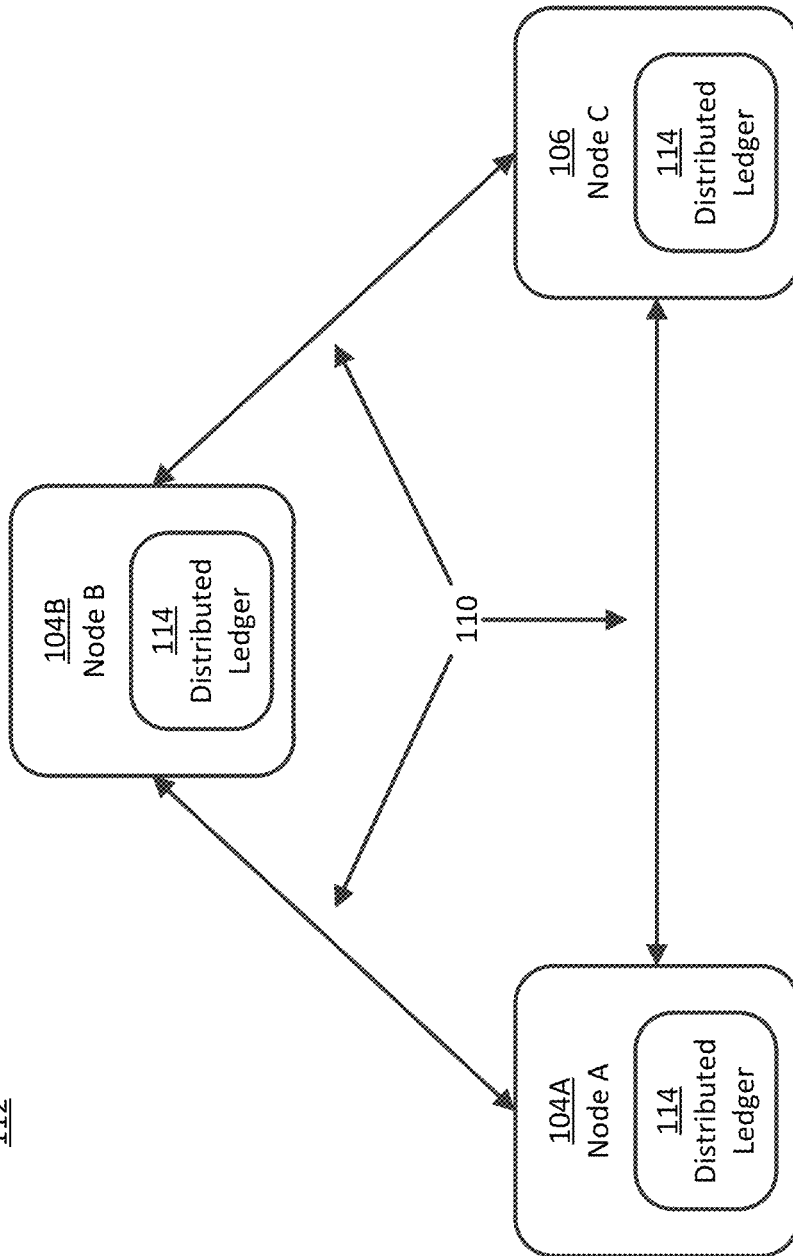 112
104B
Node B
114
Distributed
Ledger
110
104A
Node A
114
Distributed
Ledger
106
Node C
114
Distributed
Ledger